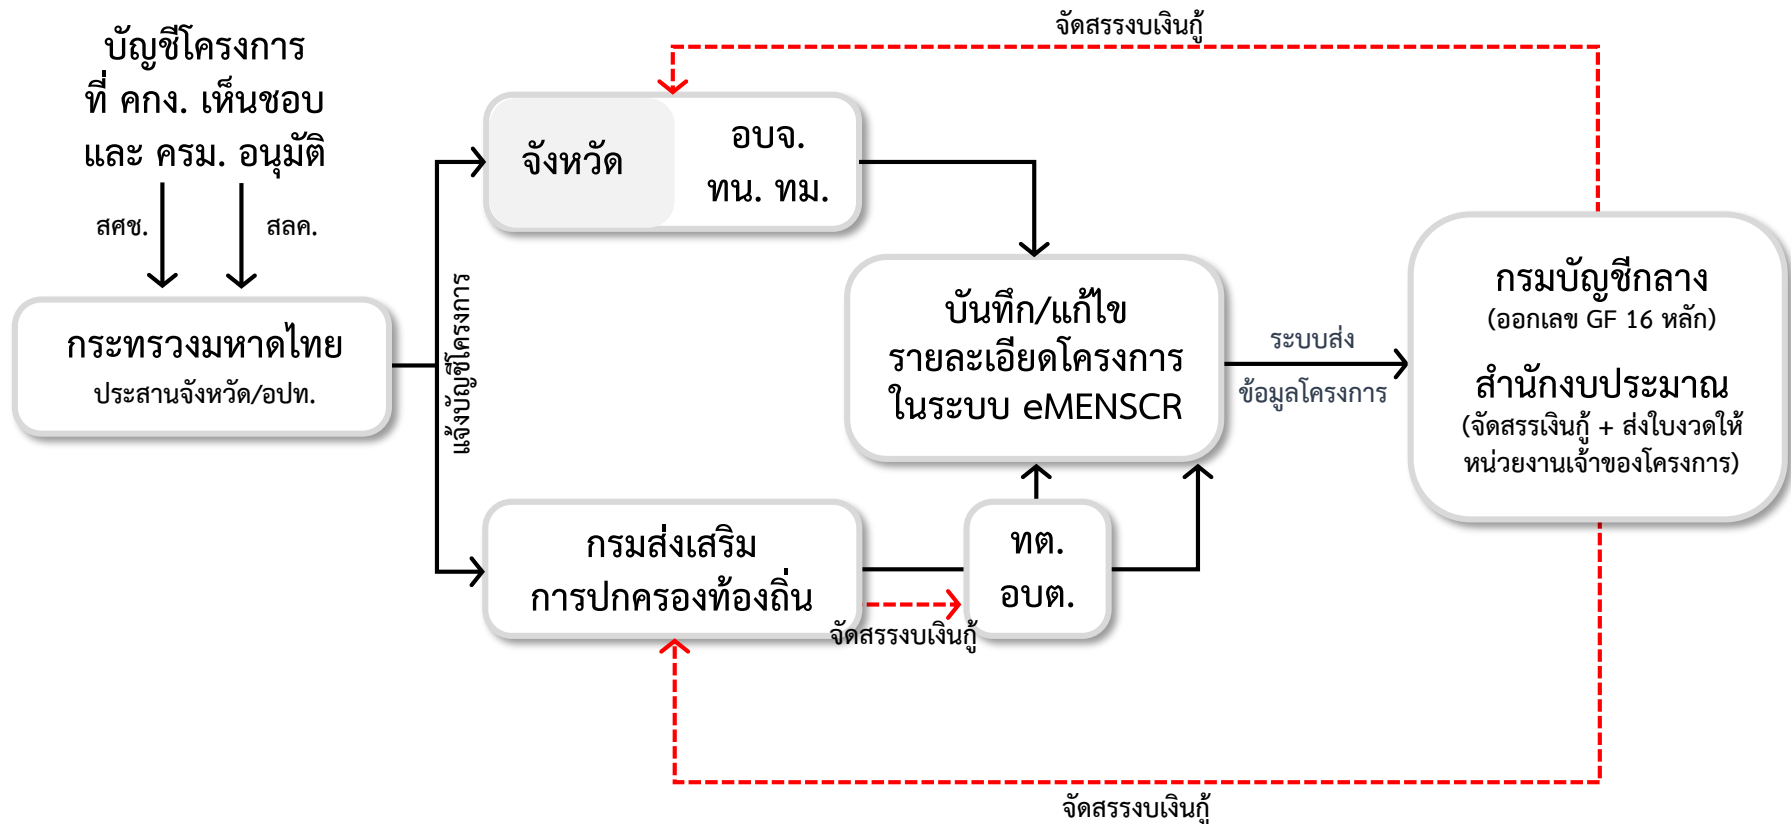 จัดสรรงบเงินกู้
บัญชีโครงการ
ที่ คกง. เห็นชอบ
และ ครม. อนุมัติ
สศช.
สลค.
กระทรวงมหาดไทย
ประสานจังหวัด/อปท.
แจ้งบัญชีโครงการ
จังหวัด
อบจ.
ทน. ทม.
บันทึก/แก้ไข
รายละเอียดโครงการ
ในระบบ eMENSCR
ระบบส่ง
ข้อมูลโครงการ
กรมบัญชีกลาง
(ออกเลข GF 16 หลัก)
สำนักงบประมาณ
(จัดสรรเงินกู้ + ส่งใบงวดให้
หน่วยงานเจ้าของโครงการ)
กรมส่งเสริม
การปกครองท้องถิ่น
ทต.
อบต.
จัดสรรงบเงินกู้
จัดสรรงบเงินกู้